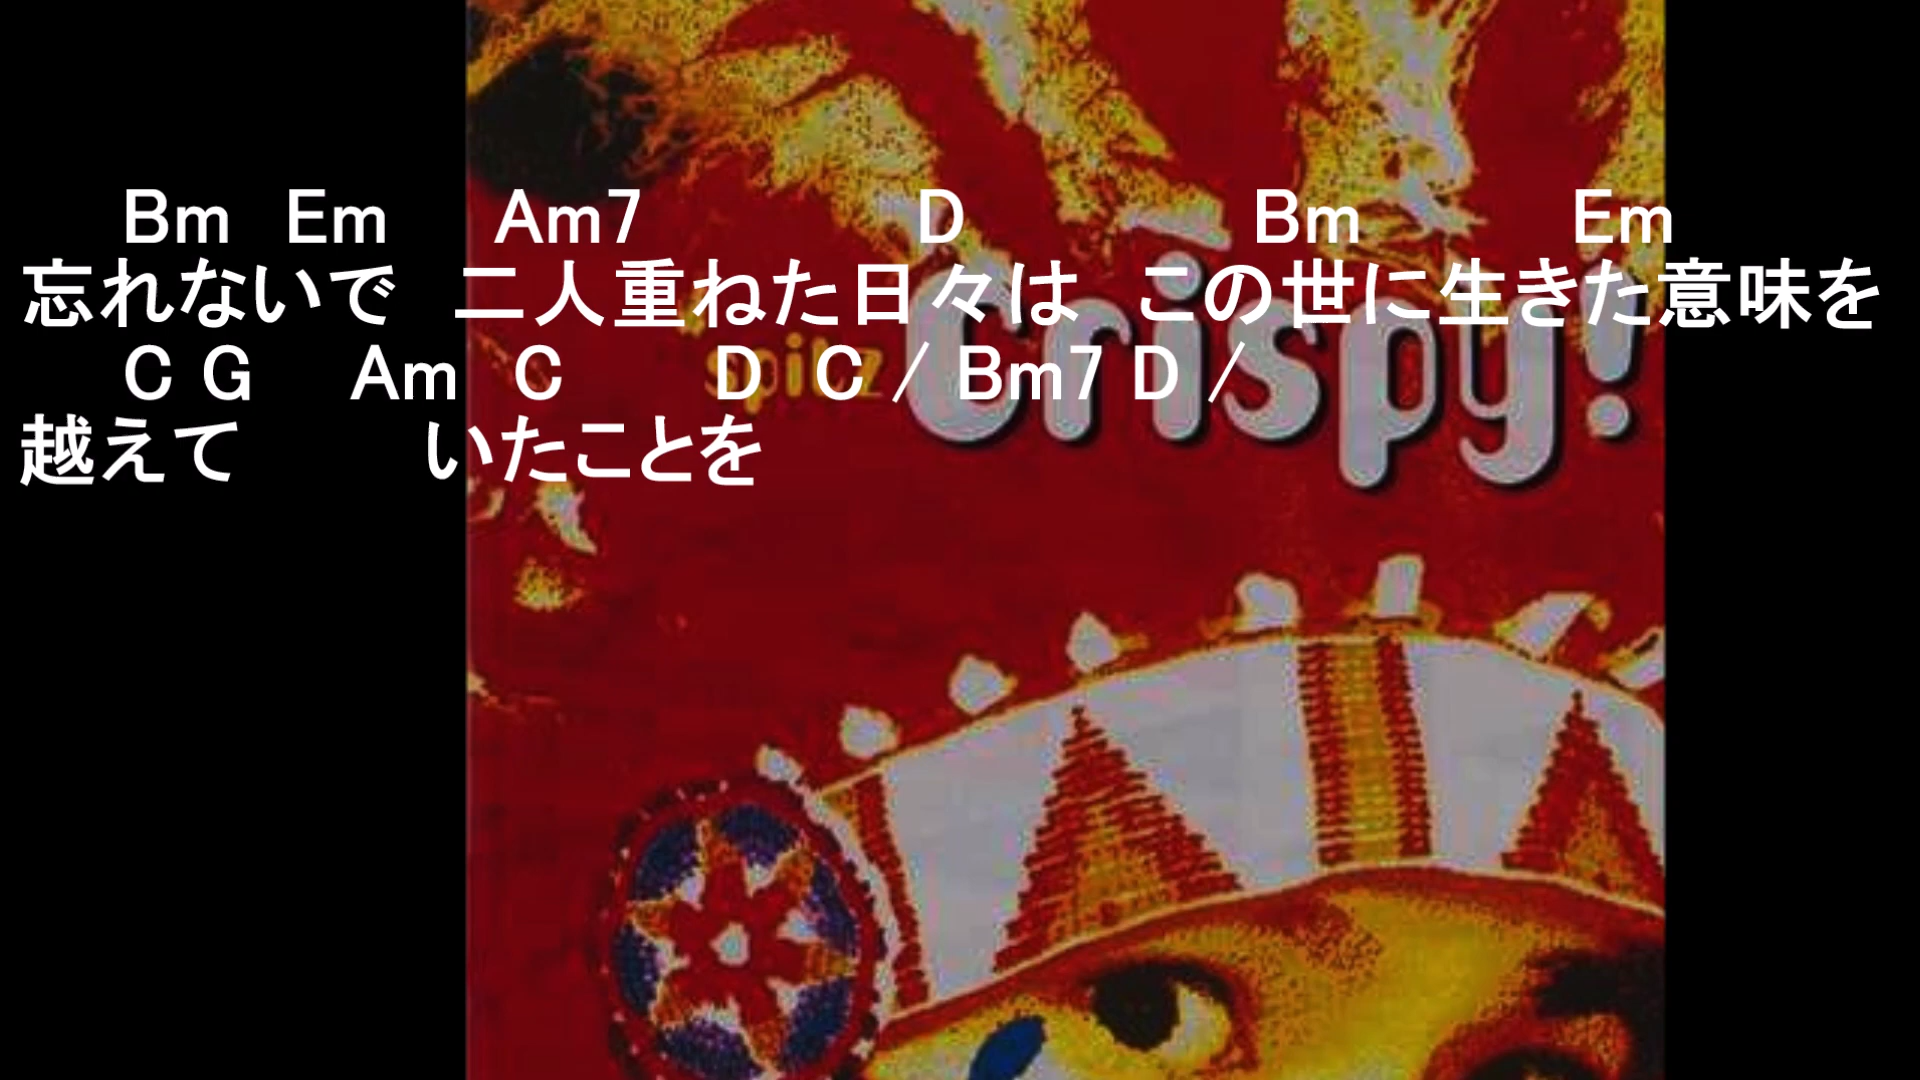 Bm Em Am7 D Bm Em
忘れないで 二人重ねた日々は この世に生きた意味を
C G Am C D C / Bm7 D /
越えて いたことを
spitz Crispy!